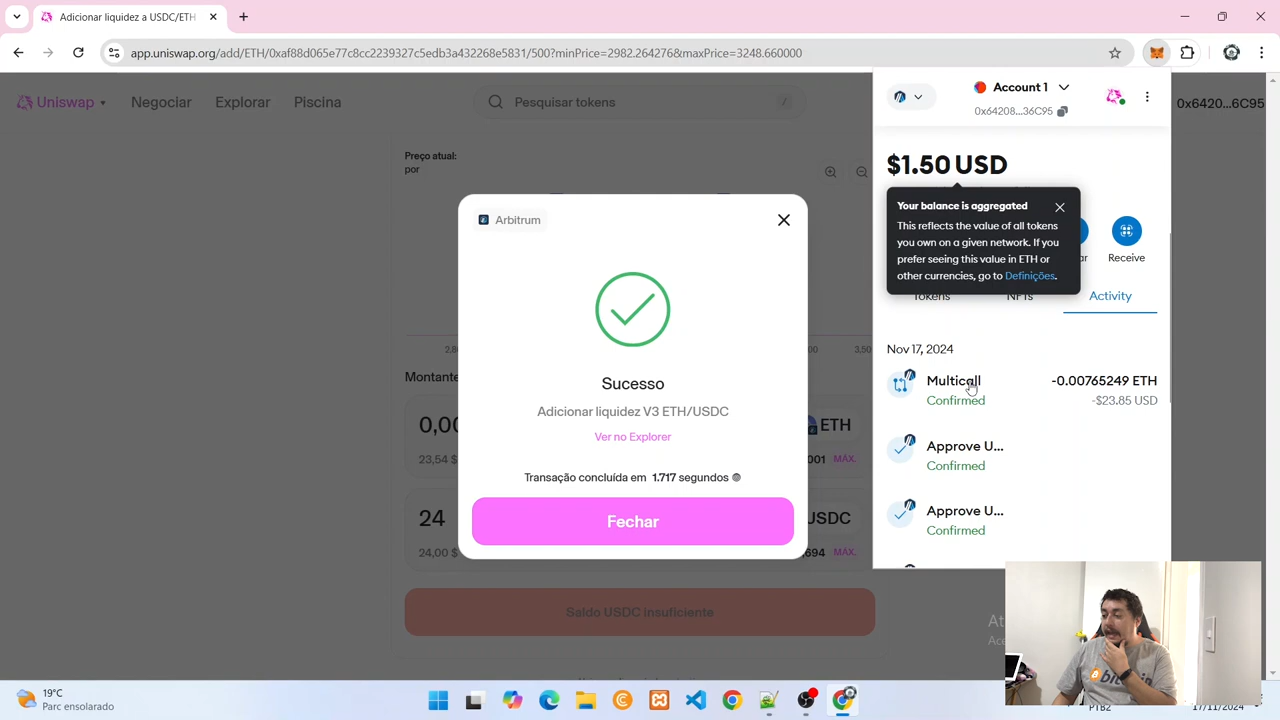 Adicionar liquidez a USDC/ETH
app.uniswap.org/add/ETH/0xaf88d065e77c8cc2239327c5edb3a432268e5831/500?minPrice=2982.264276&maxPrice=3248.660000
Uniswap
Negociar
Explorar
Piscina
Pesquisar tokens
/
0x6420...6C95
Preço atual:
por
Montante
23,54 $
001 MÁX.
ETH
24
24,00 $
694 MÁX.
Saldo USDC insuficiente
Arbitrum
Sucesso
Adicionar liquidez V3 ETH/USDC
Ver no Explorer
Transação concluída em 1.717 segundos
Fechar
Account 1
0x64208...36C95
$1.50 USD
Your balance is aggregated
This reflects the value of all tokens
you own on a given network. If you
prefer seeing this value in ETH or
other currencies, go to Definições.
Receive
Tokens
NFTs
Activity
Nov 17, 2024
Multicall
-0.00765249 ETH
Confirmed
-$23.85 USD
Approve U...
Confirmed
Approve U...
Confirmed
19°C
Parc ensolarado
PTB2
17/11/2024